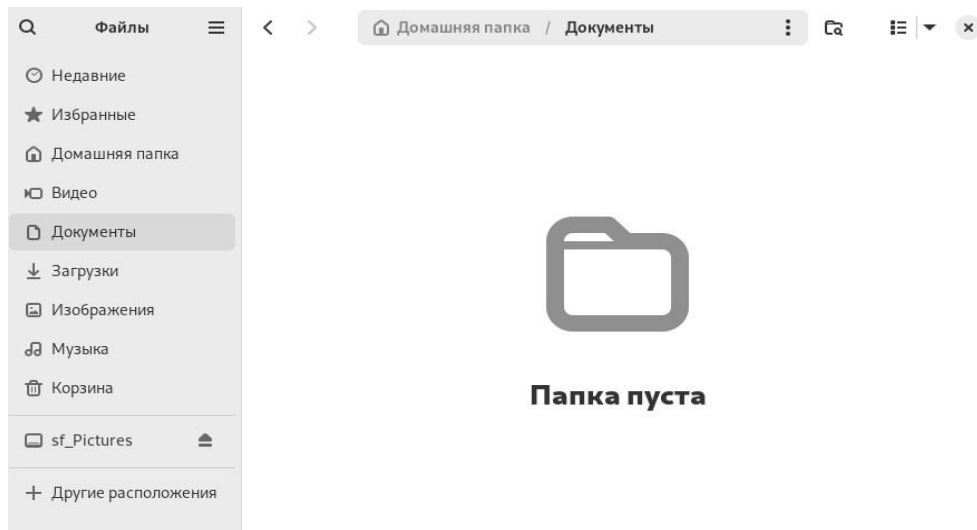 Файлы
Домашняя папка / Документы
Недавние
Избранные
Домашняя папка
Видео
Документы
Загрузки
Изображения
Музыка
Корзина
sf_Pictures
Другие расположения
Папка пуста